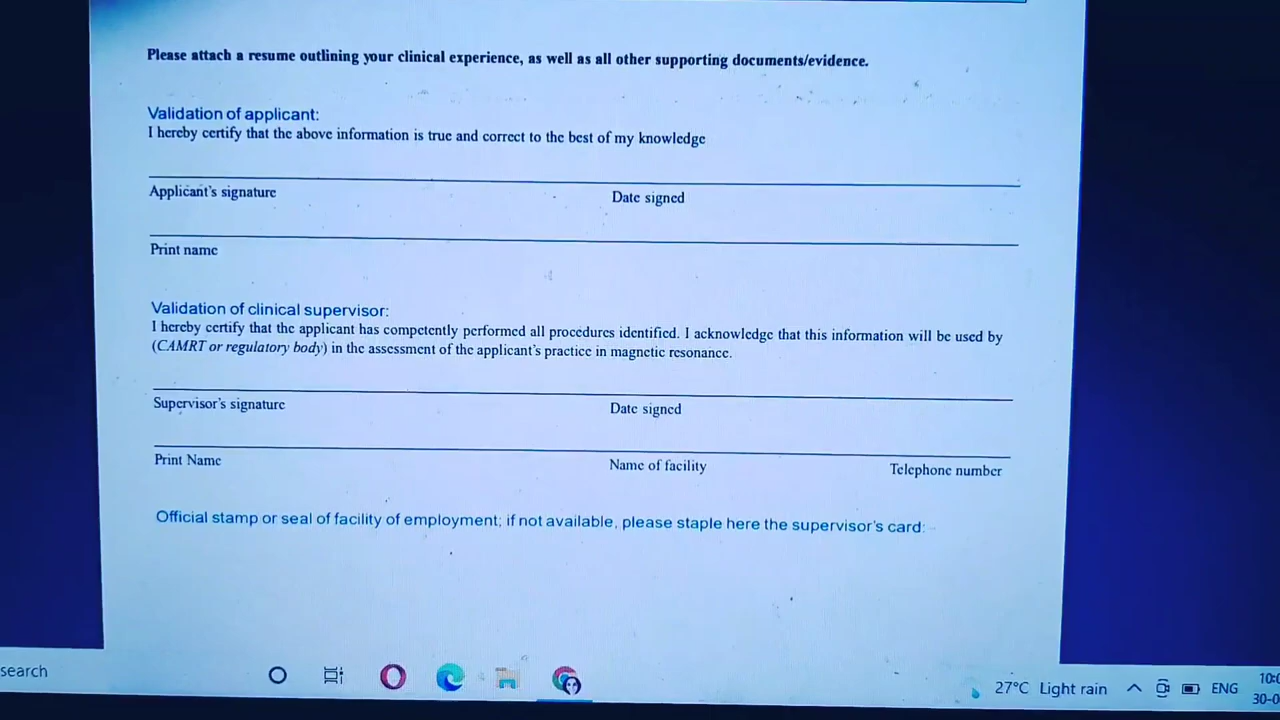 Please attach a resume outlining your clinical experience, as well as all other supporting documents/evidence.
Validation of applicant:
I hereby certify that the above information is true and correct to the best of my knowledge
Applicant's signature Date signed
Print name
Validation of clinical supervisor:
I hereby certify that the applicant has competently performed all procedures identified. I acknowledge that this information will be used by
(CAMRT or regulatory body) in the assessment of the applicant's practice in magnetic resonance.
Supervisor's signature Date signed
Print Name Name of facility Telephone number
Official stamp or seal of facility of employment; if not available, please staple here the supervisor's card:
search 27°C Light rain ENG